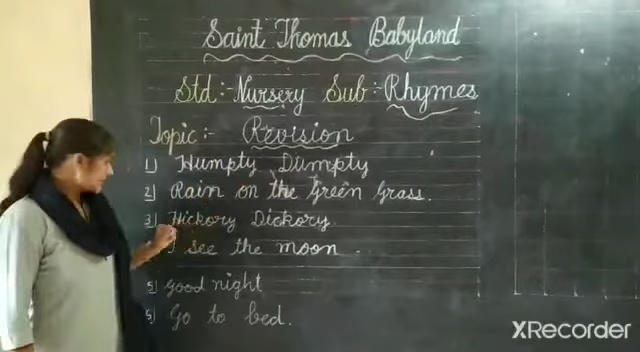 Saint Thomas Babyland
Std :- Nursery Sub :- Rhymes
Topic :- Revision
1) Humpty Dumpty
2) Rain on the Green Grass.
3) Hickory Dickory.
I see the moon.
5) Good night
6) Go to bed.
XRecorder